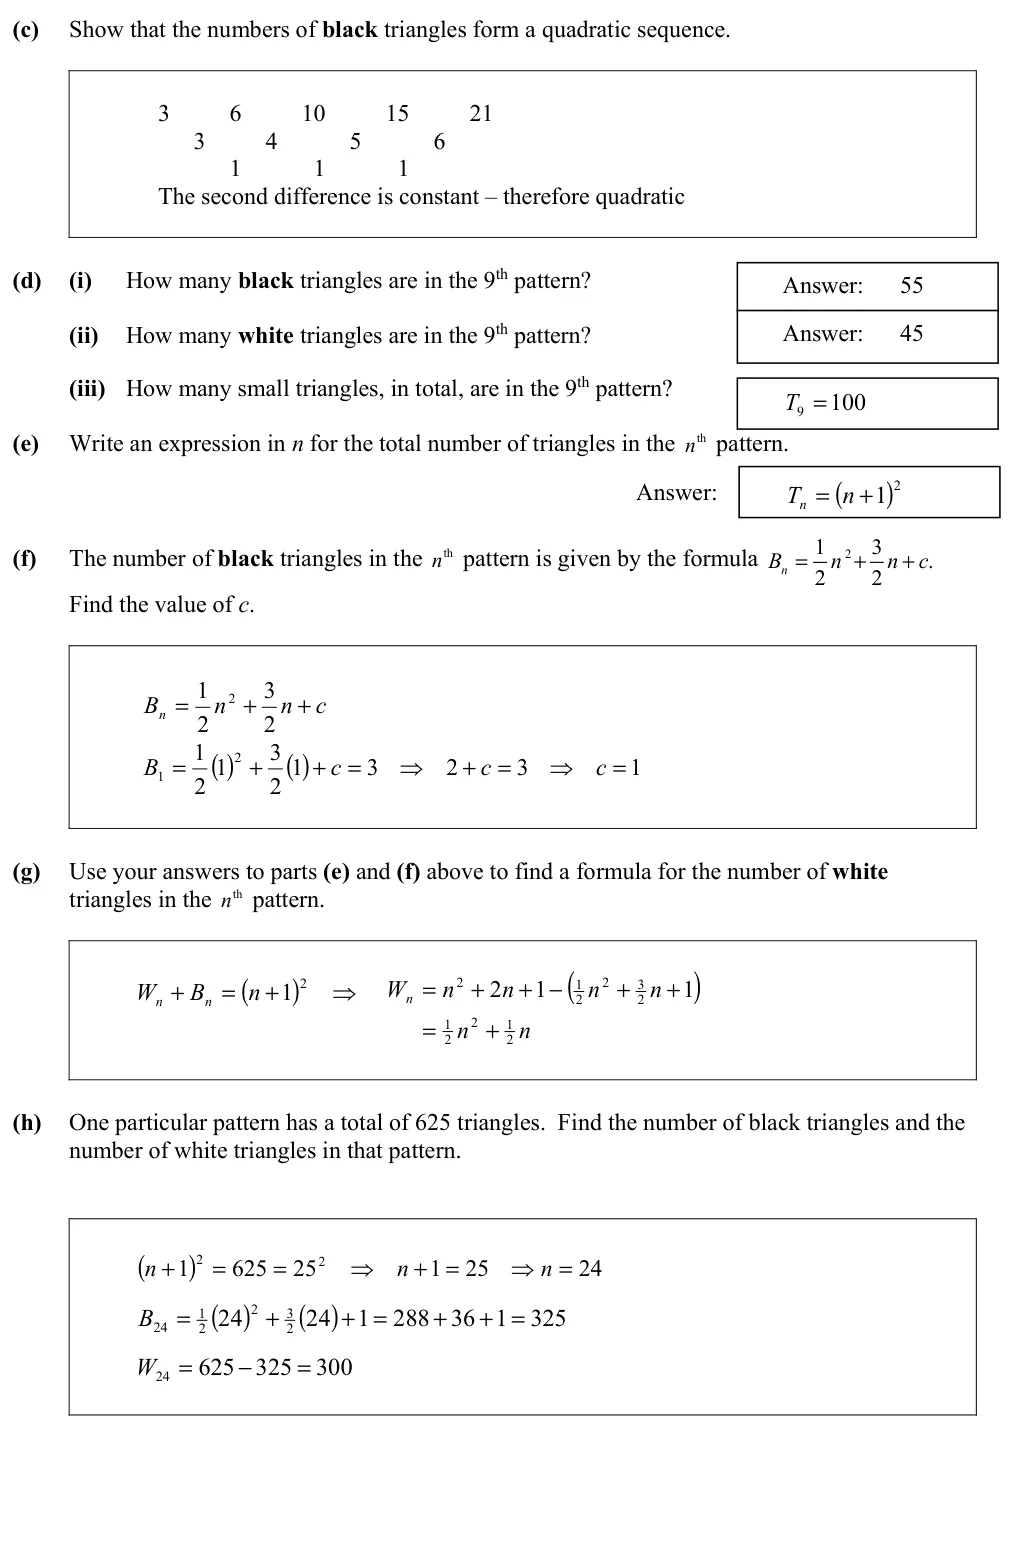 (c) Show that the numbers of black triangles form a quadratic sequence.
3 6 10 15 21
3 4 5 6
1 1 1
The second difference is constant – therefore quadratic
(d) (i) How many black triangles are in the 9th pattern? Answer: 55
(ii) How many white triangles are in the 9th pattern? Answer: 45
(iii) How many small triangles, in total, are in the 9th pattern? T₉ = 100
(e) Write an expression in n for the total number of triangles in the nth pattern.
Answer: Tₙ = (n + 1)²
(f) The number of black triangles in the nth pattern is given by the formula Bₙ = 1/2 n² + 3/2 n + c.
Find the value of c.
Bₙ = 1/2 n² + 3/2 n + c
B₁ = 1/2 (1)² + 3/2 (1) + c = 3 ⇒ 2 + c = 3 ⇒ c = 1
(g) Use your answers to parts (e) and (f) above to find a formula for the number of white
triangles in the nth pattern.
Wₙ + Bₙ = (n + 1)² ⇒ Wₙ = n² + 2n + 1 − (1/2 n² + 3/2 n + 1)
= 1/2 n² + 1/2 n
(h) One particular pattern has a total of 625 triangles. Find the number of black triangles and the
number of white triangles in that pattern.
(n + 1)² = 625 = 25² ⇒ n + 1 = 25 ⇒ n = 24
B₂₄ = 1/2 (24)² + 3/2 (24) + 1 = 288 + 36 + 1 = 325
W₂₄ = 625 − 325 = 300